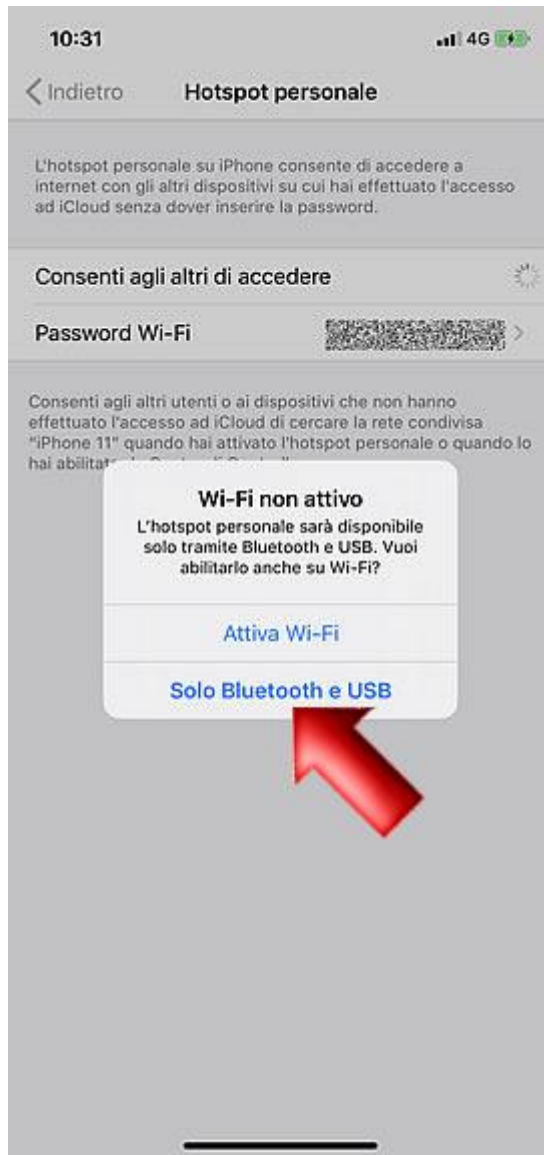 10:31
4G
Indietro
Hotspot personale
L'hotspot personale su iPhone consente di accedere a
internet con gli altri dispositivi su cui hai effettuato l'accesso
ad iCloud senza dover inserire la password.
Consenti agli altri di accedere
Password Wi-Fi
Consenti agli altri utenti o ai dispositivi che non hanno
effettuato l'accesso ad iCloud di cercare la rete condivisa
“iPhone 11” quando hai attivato l'hotspot personale o quando lo
hai
Wi-Fi non attivo
L'hotspot personale sarà disponibile
solo tramite Bluetooth e USB. Vuoi
abilitarlo anche su Wi-Fi?
Attiva Wi-Fi
Solo Bluetooth e USB